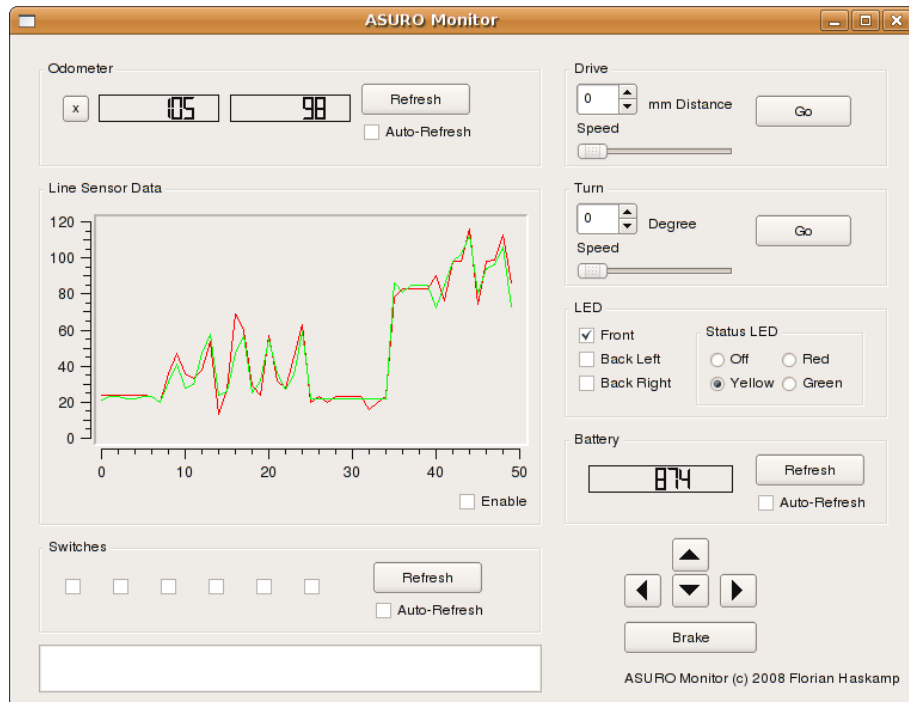 ASURO Monitor
Odometer
x
105
98
Refresh
Auto-Refresh
Line Sensor Data
120
100
80
60
40
20
0
0 10 20 30 40 50
Enable
Switches
Refresh
Auto-Refresh
Drive
0 mm Distance
Go
Speed
Turn
0 Degree
Go
Speed
LED
Front
Back Left
Back Right
Status LED
Off Red
Yellow Green
Battery
874
Refresh
Auto-Refresh
Brake
ASURO Monitor (c) 2008 Florian Haskamp